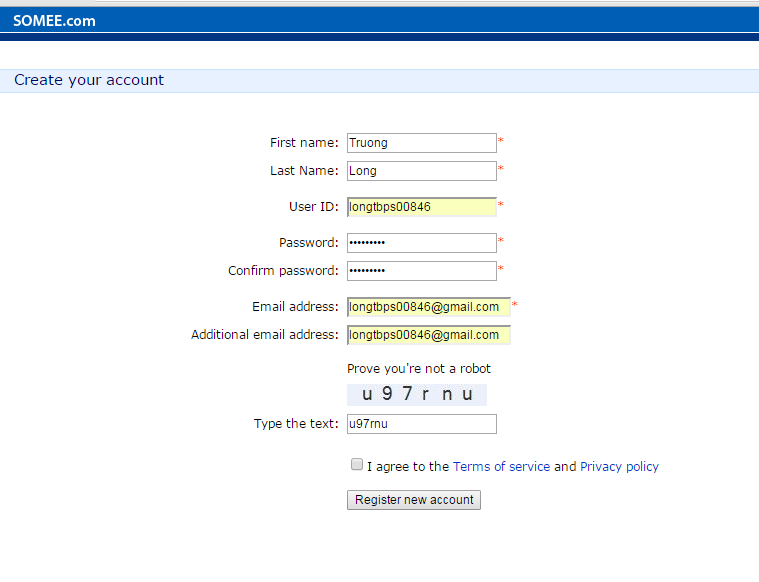 SOMEE.com
Create your account
First name: Truong *
Last Name: Long *
User ID: longtbps00846 *
Password: ••••••••• *
Confirm password: ••••••••• *
Email address: longtbps00846@gmail.com *
Additional email address: longtbps00846@gmail.com
Prove you're not a robot
u 9 7 r n u
Type the text: u97rnu
I agree to the Terms of service and Privacy policy
Register new account